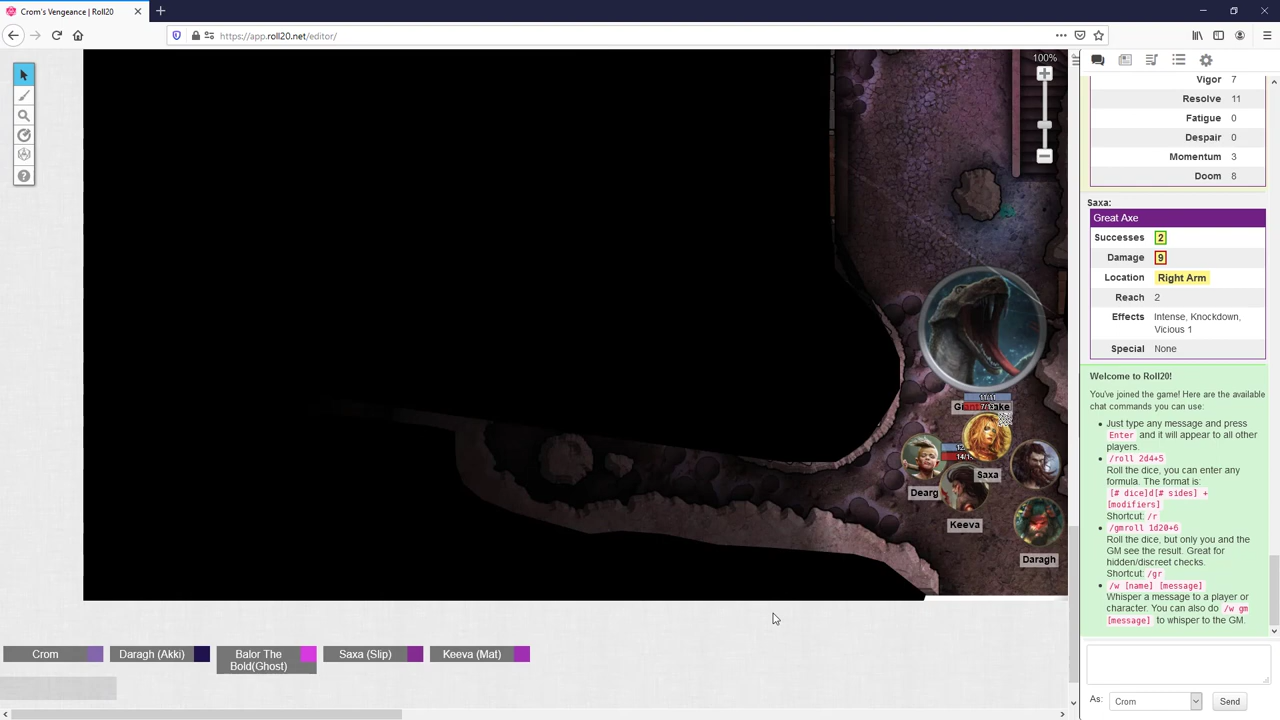 Crom's Vengeance | Roll20
https://app.roll20.net/editor/
100%
Vigor 7
Resolve 11
Fatigue 0
Despair 0
Momentum 3
Doom 8
Saxa:
Great Axe
Successes 2
Damage 9
Location Right Arm
Reach 2
Effects Intense, Knockdown,
Vicious 1
Special None
Welcome to Roll20!
You've joined the game! Here are the available
chat commands you can use:
Just type any message and press
Enter and it will appear to all other
players.
/roll 2d4+5
Roll the dice, you can enter any
formula. The format is:
[# dice]d[# sides] +
[modifiers]
Shortcut: /r
/gmroll 1d20+6
Roll the dice, but only you and the
GM see the result. Great for
hidden/discreet checks.
Shortcut: /gr
/w [name] [message]
Whisper a message to a player or
character. You can also do /w gm
[message] to whisper to the GM.
As: Crom Send
11/11
Saxa
Dearg
Keeva
Daragh
Crom
Daragh (Akki)
Balor The
Bold(Ghost)
Saxa (Slip)
Keeva (Mat)